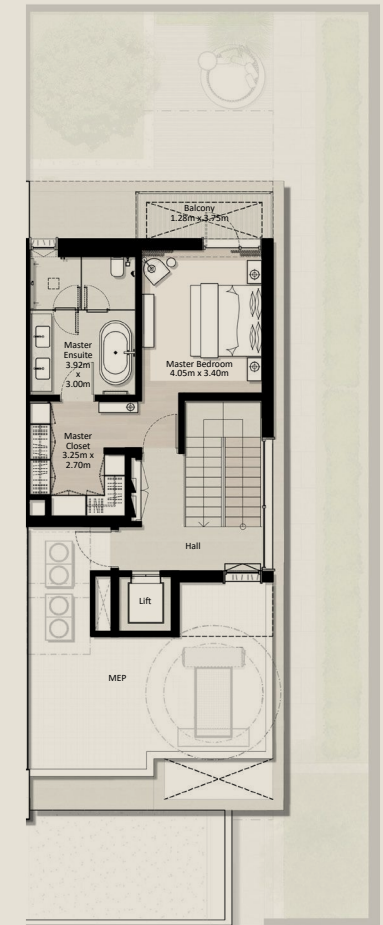 Balcony
1.28m x 3.75m
Master
Ensuite
3.92m
x
3.00m
Master Bedroom
4.05m x 3.40m
Master
Closet
3.25m x
2.70m
Hall
Lift
MEP